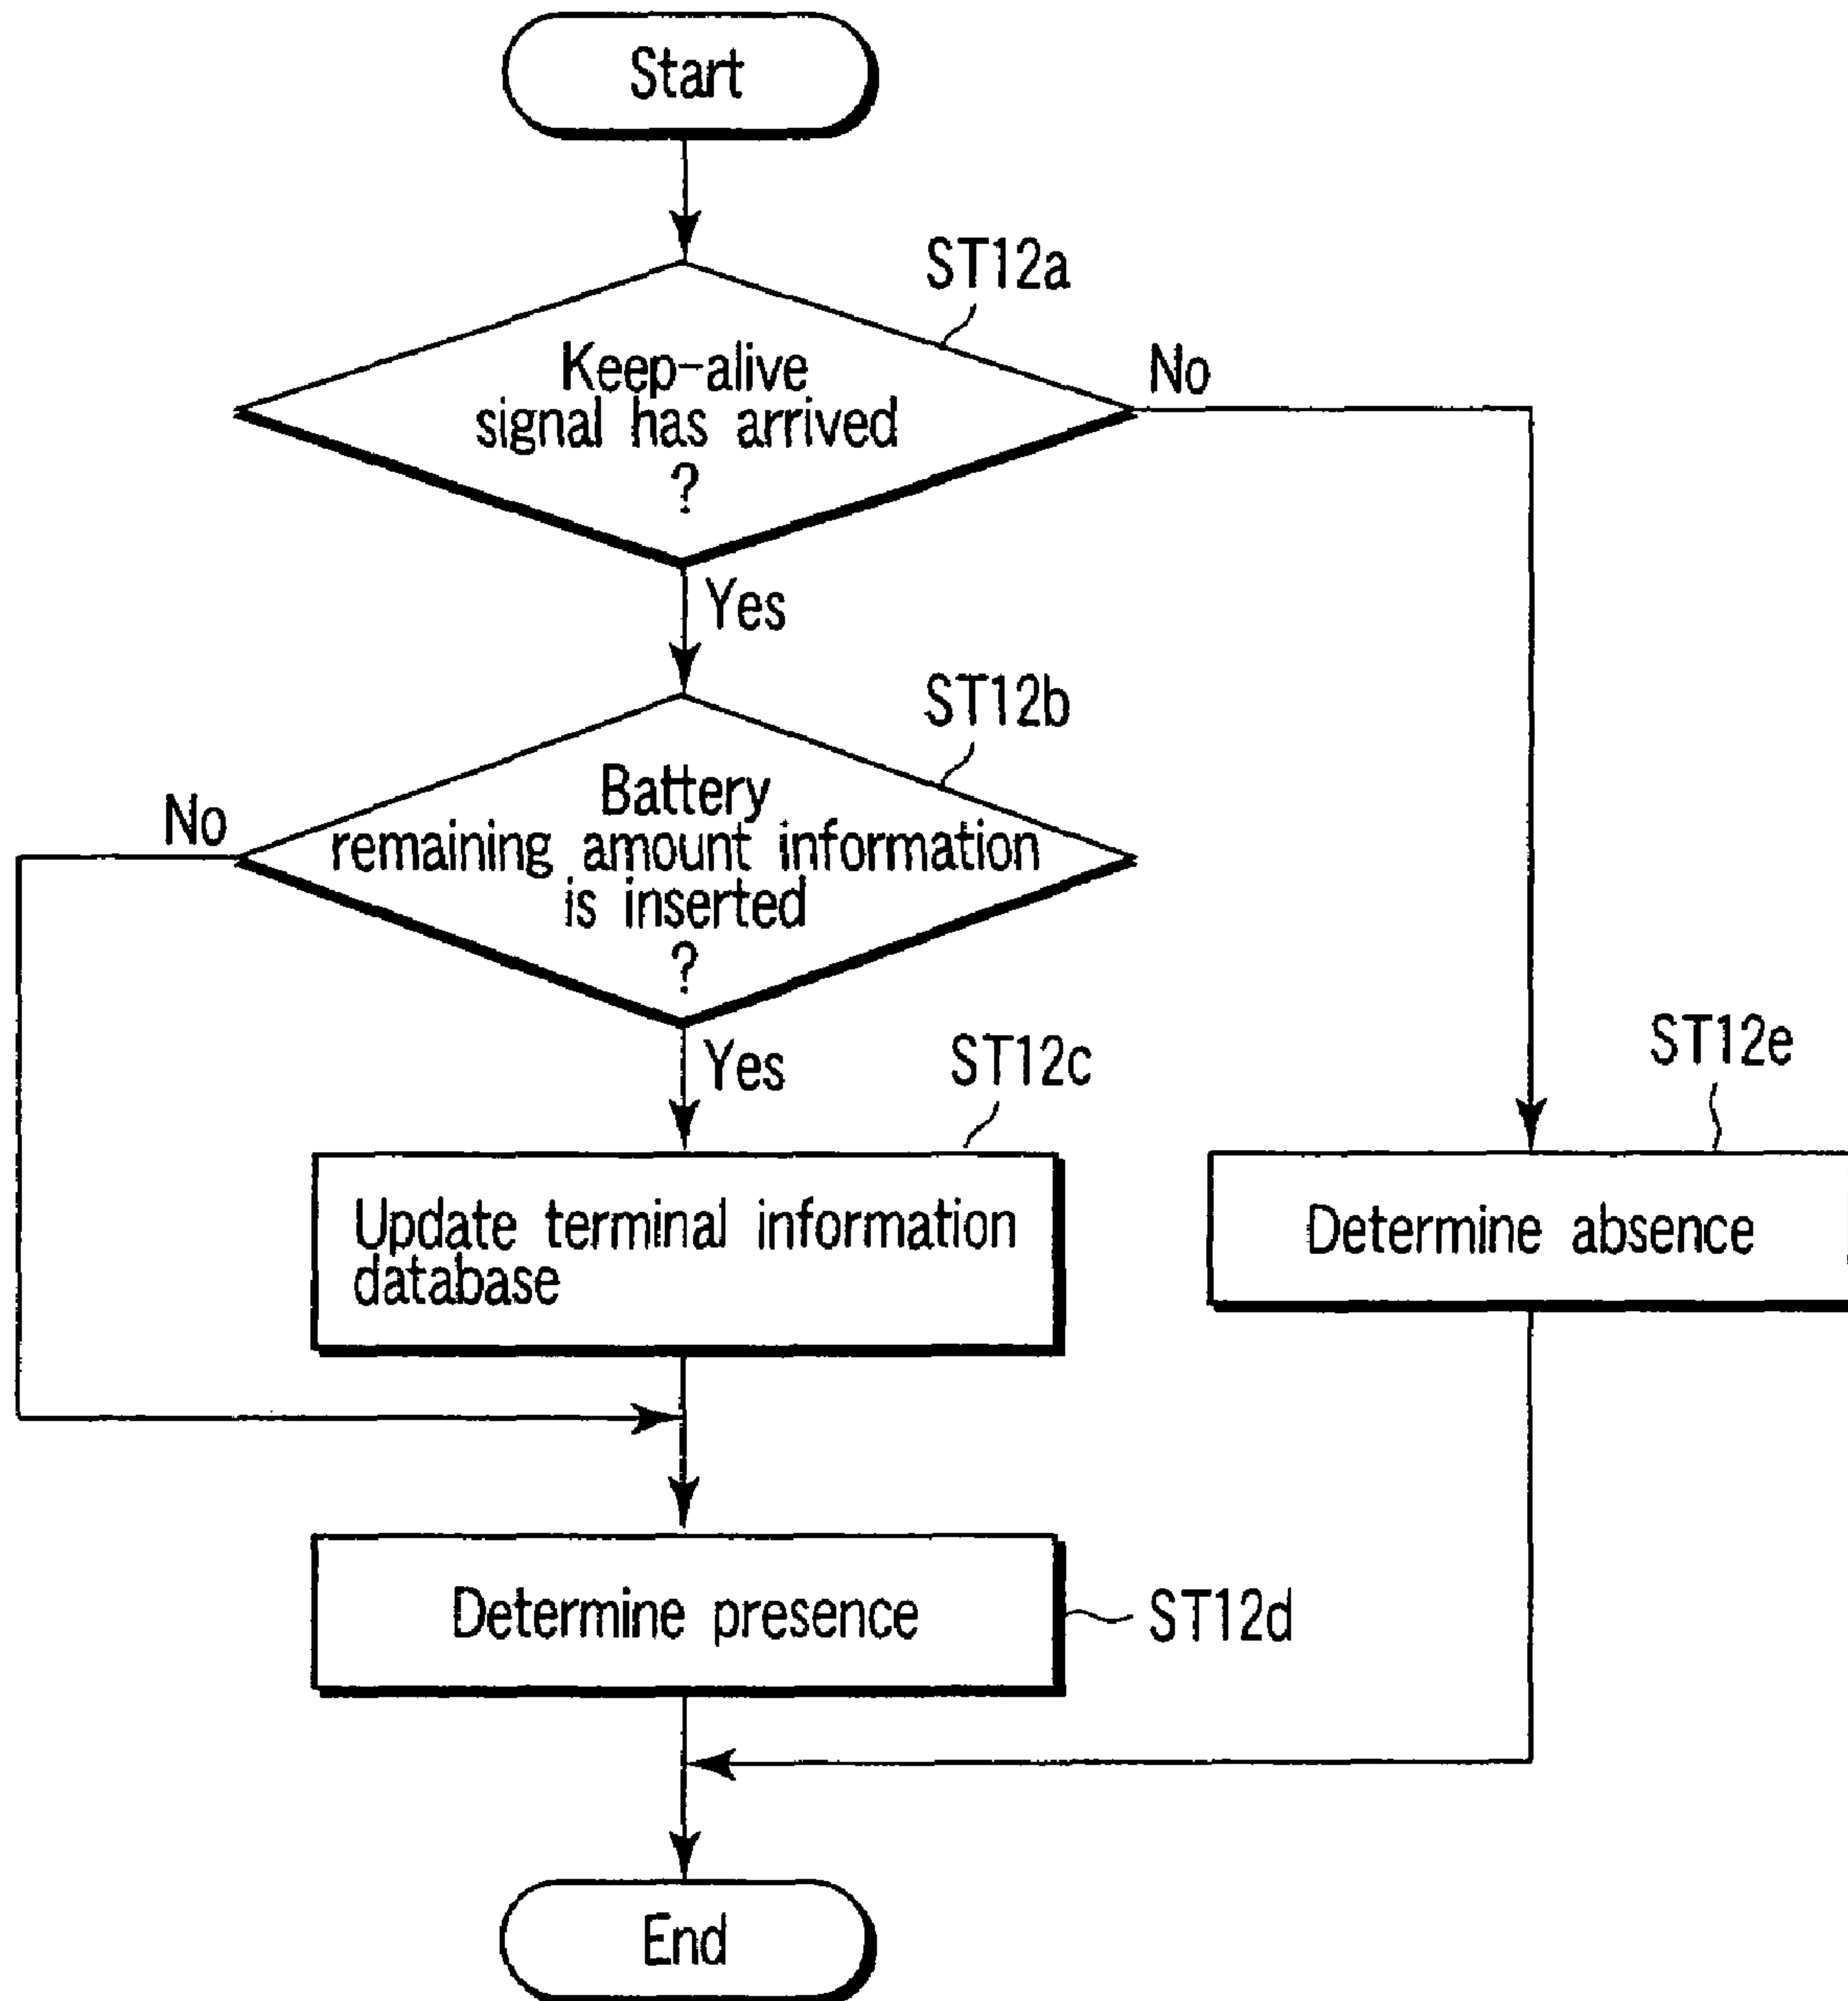 Start
ST12a
Keep-alive
signal has arrived
?
No
Yes
ST12b
Battery
remaining amount information
is inserted
?
No
Yes
ST12c
ST12e
Update terminal information
database
Determine absence
Determine presence
ST12d
End